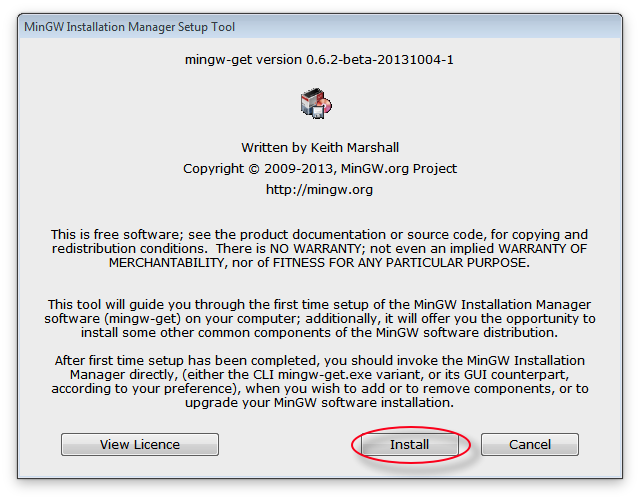 MinGW Installation Manager Setup Tool
mingw-get version 0.6.2-beta-20131004-1
Written by Keith Marshall
Copyright © 2009-2013, MinGW.org Project
http://mingw.org
This is free software; see the product documentation or source code, for copying and
redistribution conditions.  There is NO WARRANTY; not even an implied WARRANTY OF
MERCHANTABILITY, nor of FITNESS FOR ANY PARTICULAR PURPOSE.
This tool will guide you through the first time setup of the MinGW Installation Manager
software (mingw-get) on your computer; additionally, it will offer you the opportunity to
install some other common components of the MinGW software distribution.
After first time setup has been completed, you should invoke the MinGW Installation
Manager directly, (either the CLI mingw-get.exe variant, or its GUI counterpart,
according to your preference), when you wish to add or to remove components, or to
upgrade your MinGW software installation.
View Licence
Install
Cancel